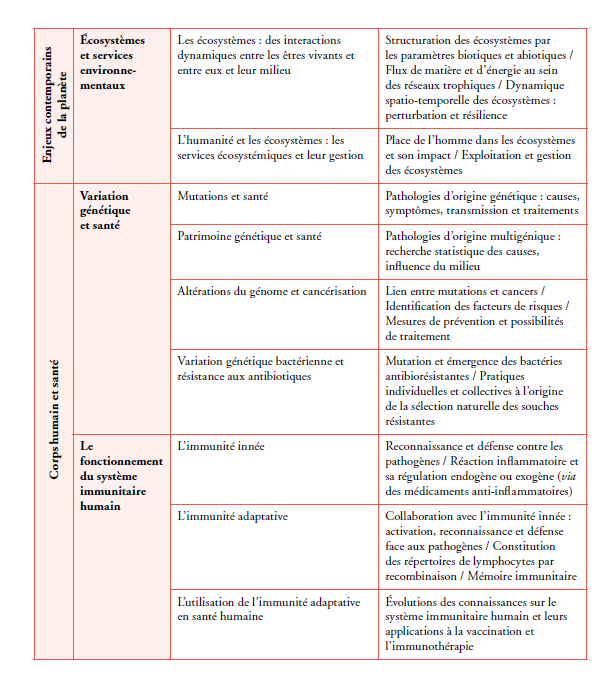 Enjeux contemporains
de la planète
Écosystèmes
et services
environne-
mentaux
Les écosystèmes : des interactions
dynamiques entre les êtres vivants et
entre eux et leur milieu
Structuration des écosystèmes par
les paramètres biotiques et abiotiques /
Flux de matière et d’énergie au sein
des réseaux trophiques / Dynamique
spatio-temporelle des écosystèmes :
perturbation et résilience
L’humanité et les écosystèmes : les
services écosystémiques et leur gestion
Place de l’homme dans les écosystèmes
et son impact / Exploitation et gestion
des écosystèmes
Corps humain et santé
Variation
génétique
et santé
Mutations et santé
Pathologies d’origine génétique : causes,
symptômes, transmission et traitements
Patrimoine génétique et santé
Pathologies d’origine multigénique :
recherche statistique des causes,
influence du milieu
Altérations du génome et cancérisation
Lien entre mutations et cancers /
Identification des facteurs de risques /
Mesures de prévention et possibilités
de traitement
Variation génétique bactérienne et
résistance aux antibiotiques
Mutation et émergence des bactéries
antibiorésistantes / Pratiques
individuelles et collectives à l’origine
de la sélection naturelle des souches
résistantes
Le
fonctionnement
du système
immunitaire
humain
L’immunité innée
Reconnaissance et défense contre les
pathogènes / Réaction inflammatoire et
sa régulation endogène ou exogène (via
des médicaments anti-inflammatoires)
L’immunité adaptative
Collaboration avec l’immunité innée :
activation, reconnaissance et défense
face aux pathogènes / Constitution
des répertoires de lymphocytes par
recombinaison / Mémoire immunitaire
L’utilisation de l’immunité adaptative
en santé humaine
Évolutions des connaissances sur le
système immunitaire humain et leurs
applications à la vaccination et
l’immunothérapie